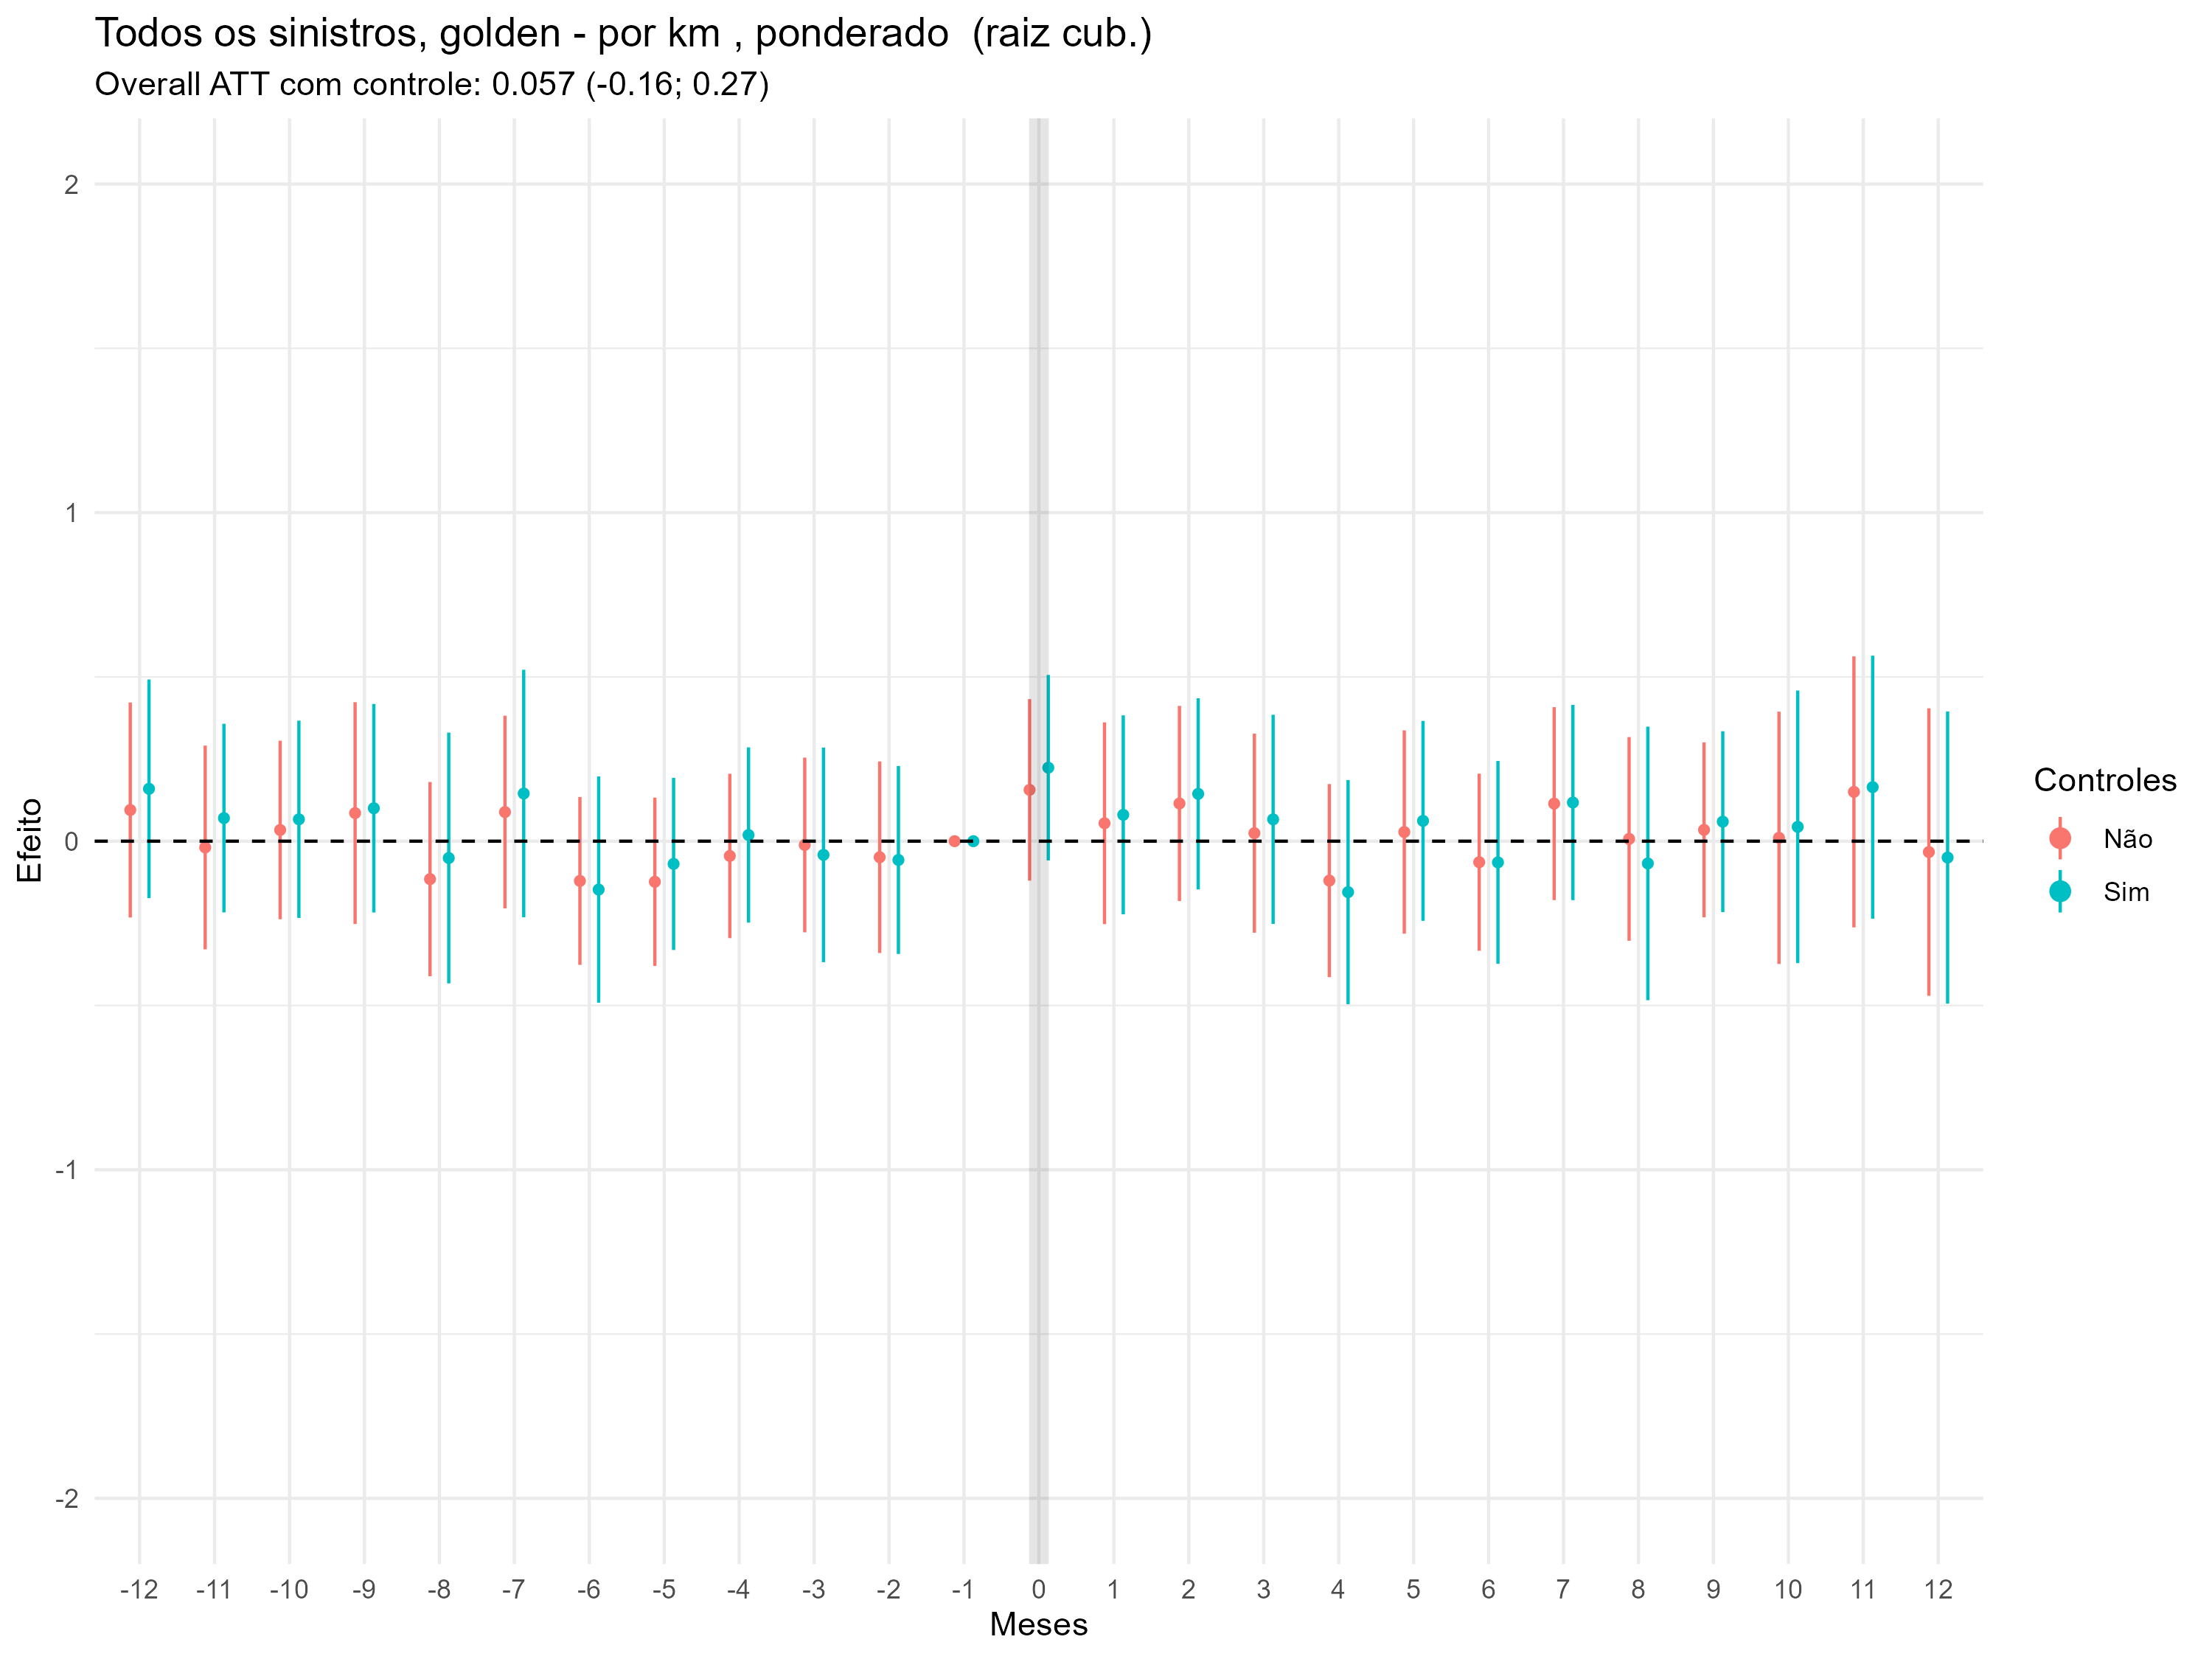 Todos os sinistros, golden - por km , ponderado  (raiz cub.)
Overall ATT com controle: 0.057 (-0.16; 0.27)
2
1
0
-1
-2
Efeito
-12 -11 -10 -9 -8 -7 -6 -5 -4 -3 -2 -1 0 1 2 3 4 5 6 7 8 9 10 11 12
Meses
Controles
Não
Sim